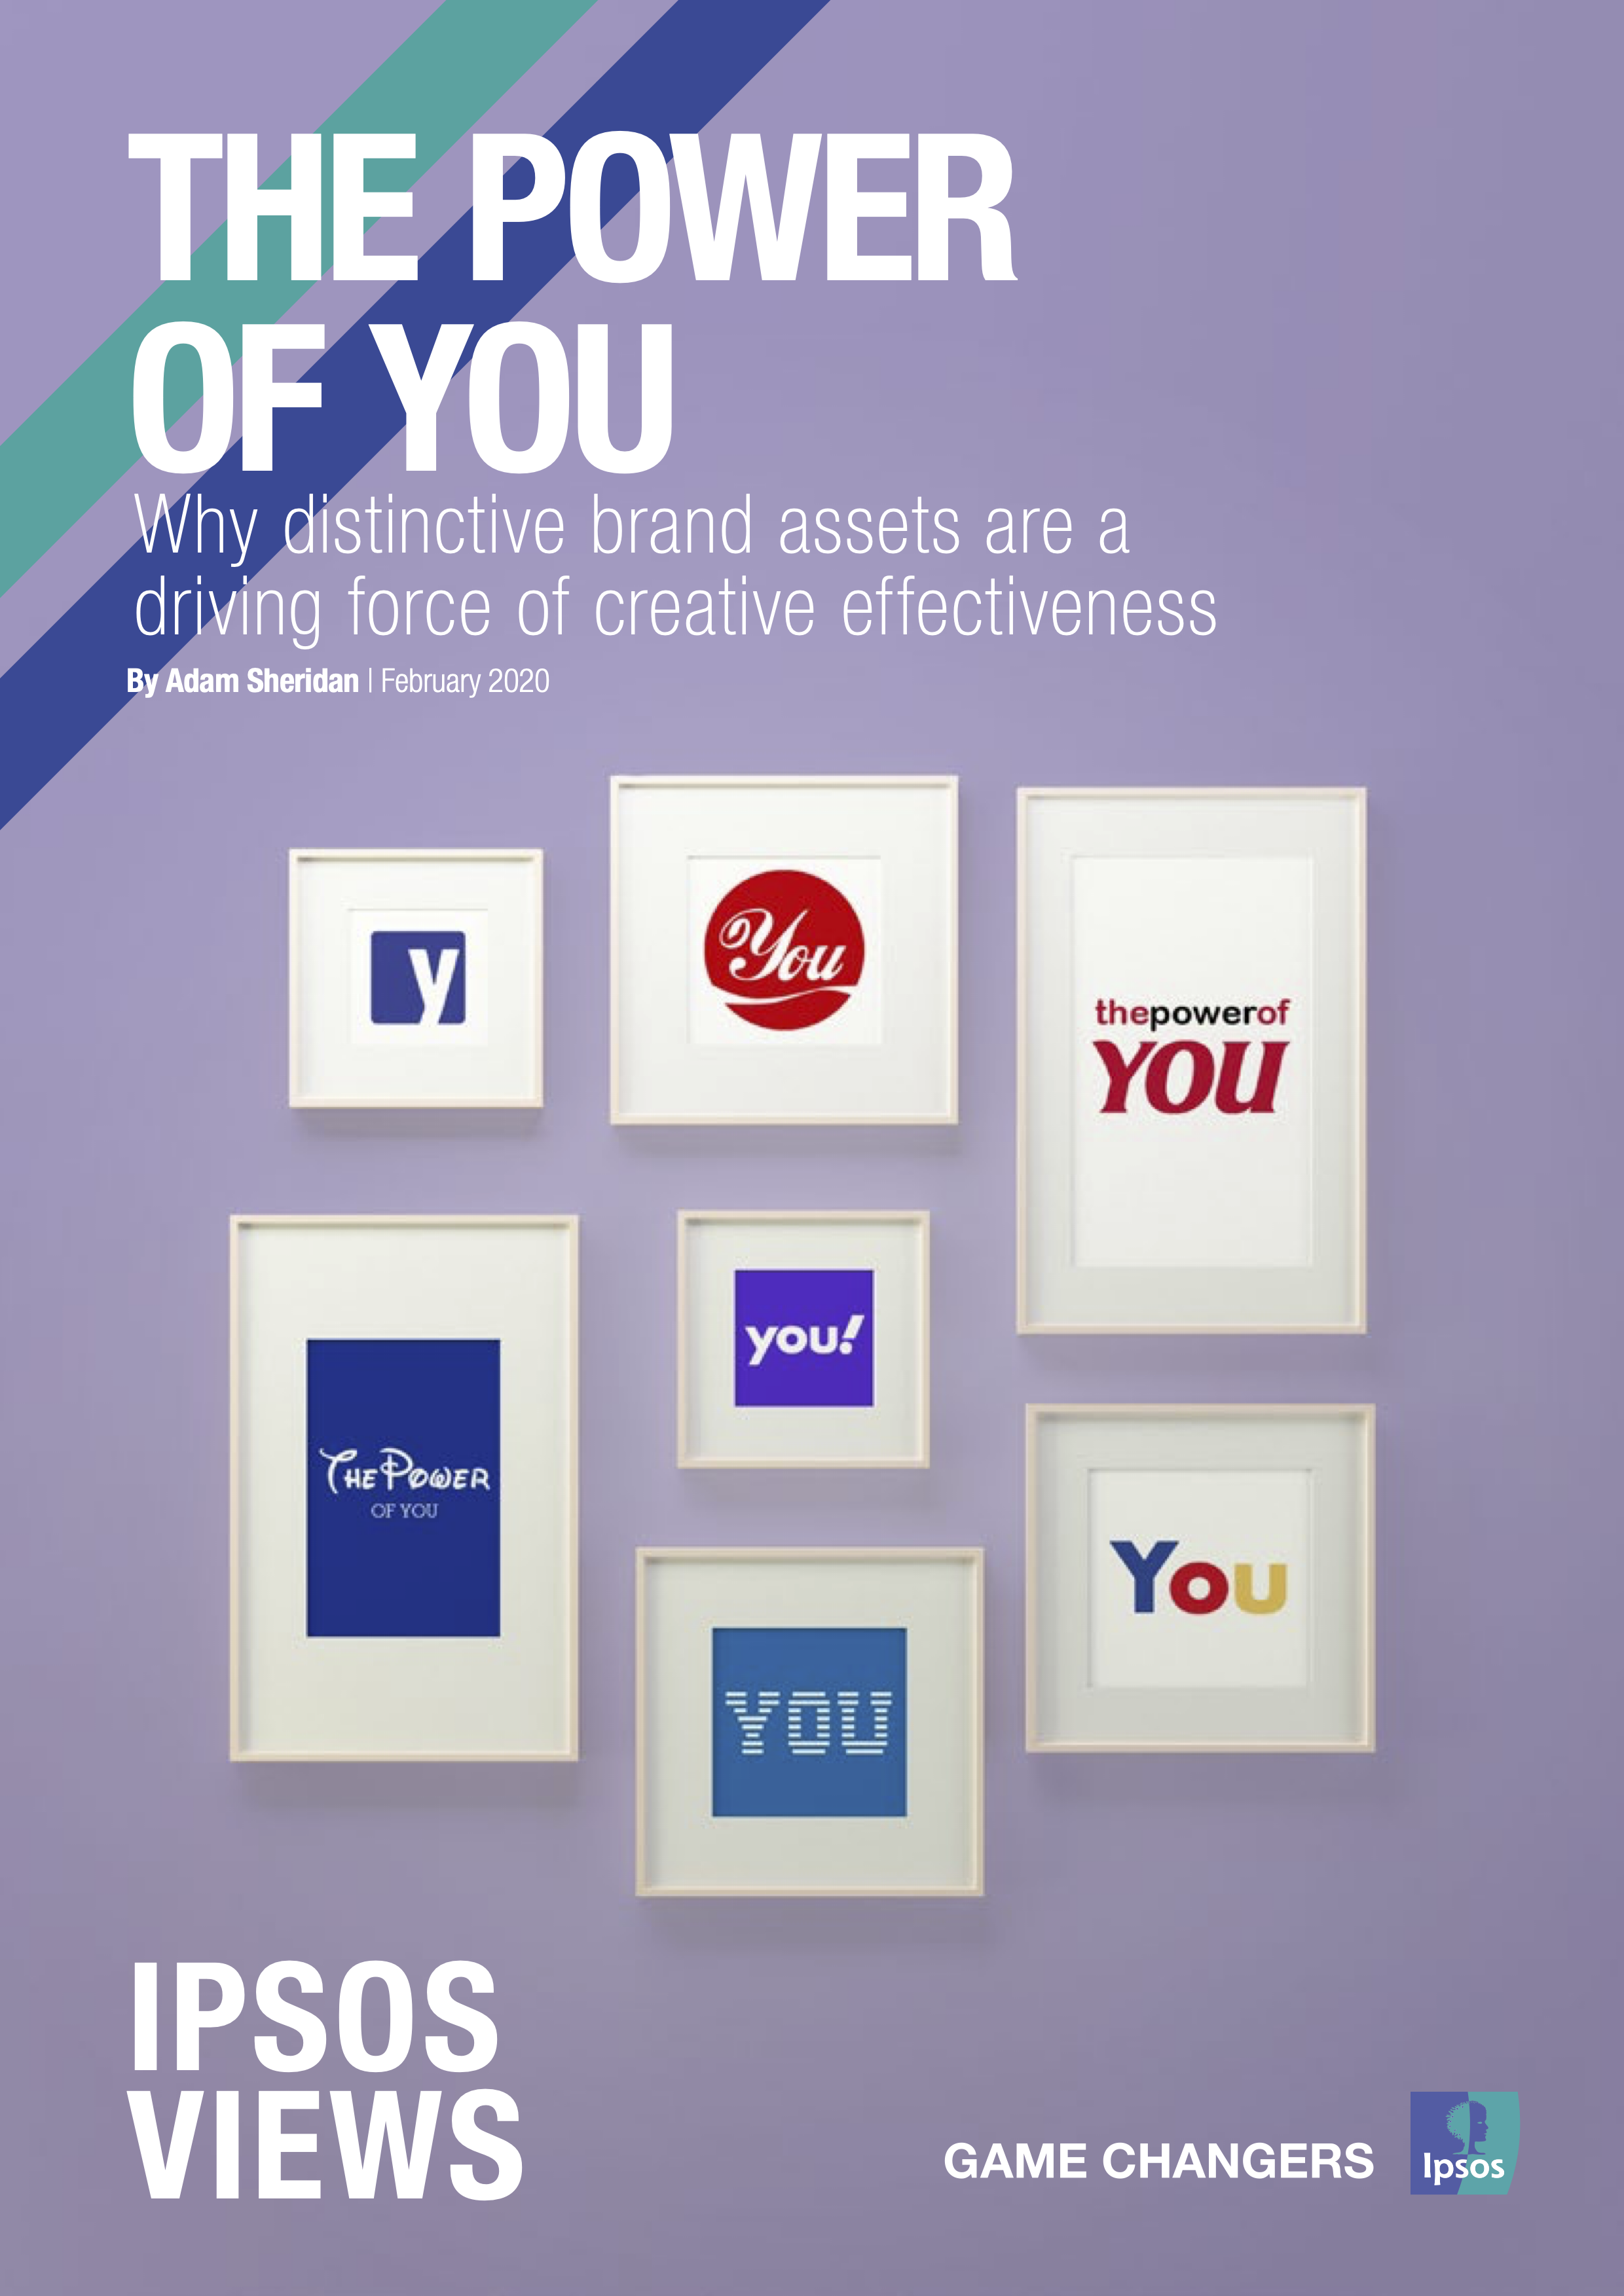 THE POWER
OF YOU
Why distinctive brand assets are a
driving force of creative effectiveness
By Adam Sheridan | February 2020
y
You
thepowerof
YOU
THE POWER
OF YOU
you!
YOU
You
IPSOS
VIEWS
GAME CHANGERS
Ipsos